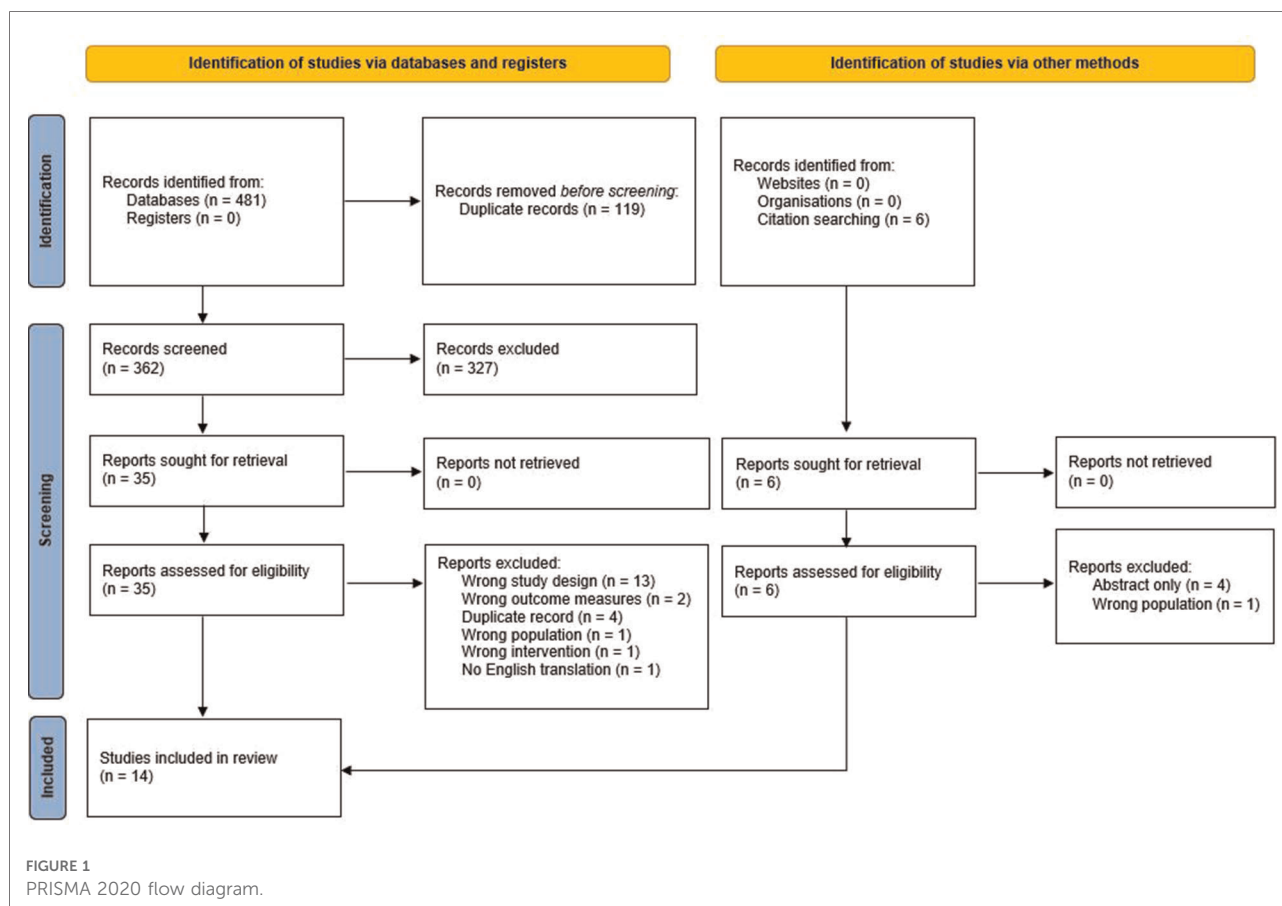 Identification of studies via databases and registers
Identification of studies via other methods
Identification
Records identified from:
Databases (n = 481)
Registers (n = 0)
Records removed before screening:
Duplicate records (n = 119)
Records identified from:
Websites (n = 0)
Organisations (n = 0)
Citation searching (n = 6)
Screening
Records screened
(n = 362)
Records excluded
(n = 327)
Reports sought for retrieval
(n = 35)
Reports not retrieved
(n = 0)
Reports sought for retrieval
(n = 6)
Reports not retrieved
(n = 0)
Reports assessed for eligibility
(n = 35)
Reports excluded:
Wrong study design (n = 13)
Wrong outcome measures (n = 2)
Duplicate record (n = 4)
Wrong population (n = 1)
Wrong intervention (n = 1)
No English translation (n = 1)
Reports assessed for eligibility
(n = 6)
Reports excluded:
Abstract only (n = 4)
Wrong population (n = 1)
Included
Studies included in review
(n = 14)
FIGURE 1
PRISMA 2020 flow diagram.